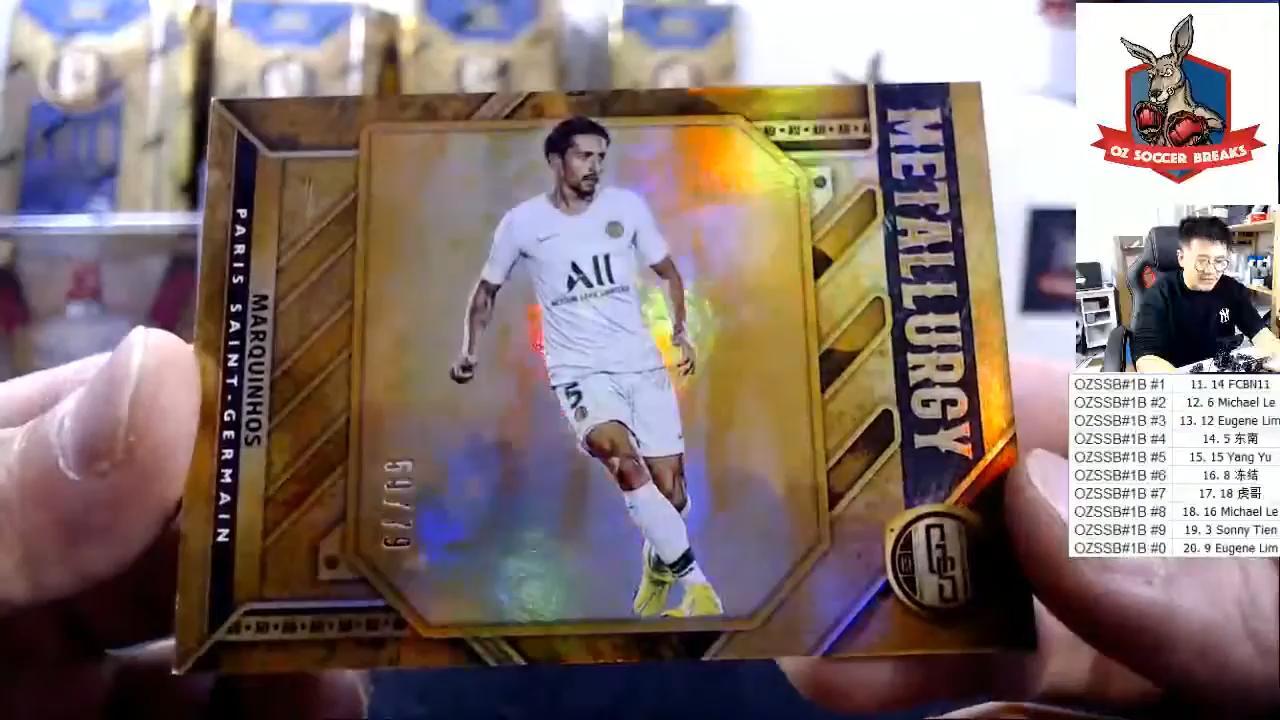 METALLURGY
MARQUINHOS
PARIS SAINT-GERMAIN
59/79
ALL
5
OZ SOCCER BREAKS
OZSSB#1B #1 11. 14 FCBN11
OZSSB#1B #2 12. 6 Michael Le
OZSSB#1B #3 13. 12 Eugene Lim
OZSSB#1B #4 14. 5 东南
OZSSB#1B #5 15. 15 Yang Yu
OZSSB#1B #6 16. 8 冻结
OZSSB#1B #7 17. 18 虎哥
OZSSB#1B #8 18. 16 Michael Le
OZSSB#1B #9 19. 3 Sonny Tien
OZSSB#1B #0 20. 9 Eugene Lim